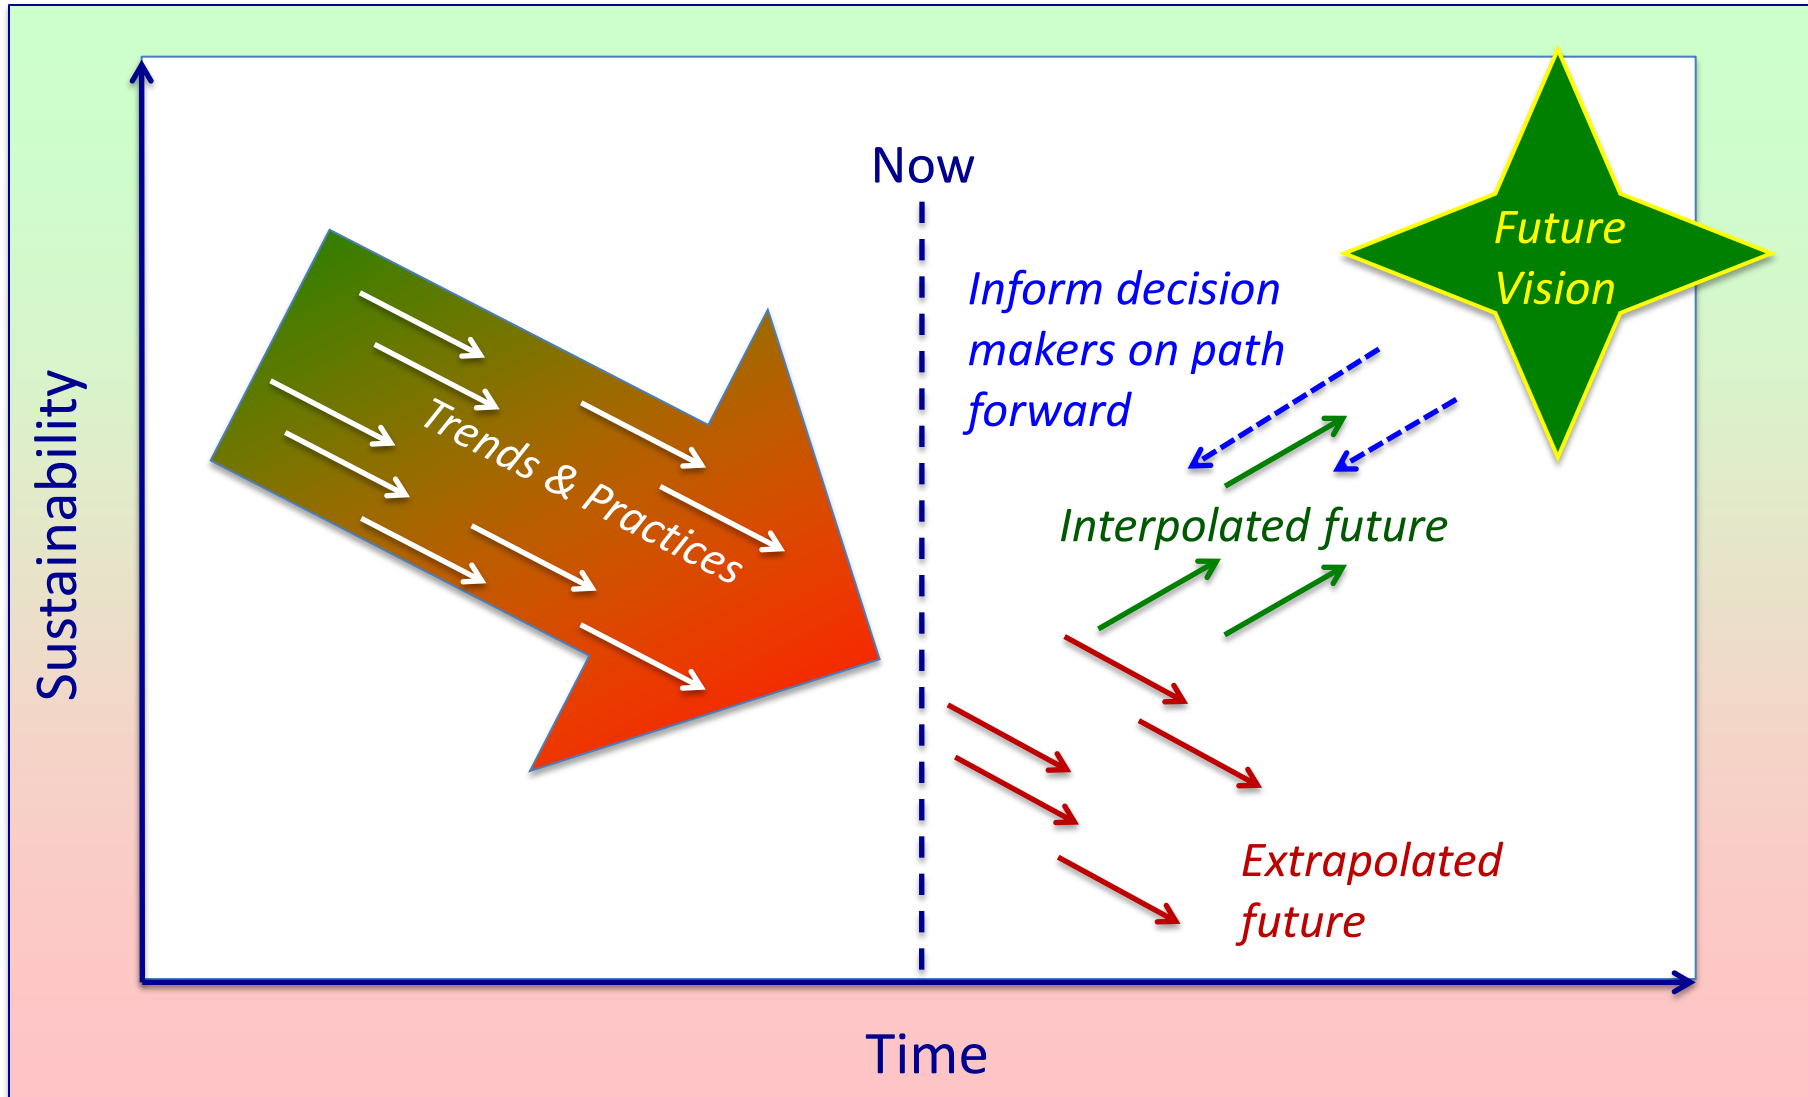 Sustainability
Now
Trends & Practices
Inform decision
makers on path
forward
Future
Vision
Interpolated future
Extrapolated
future
Time